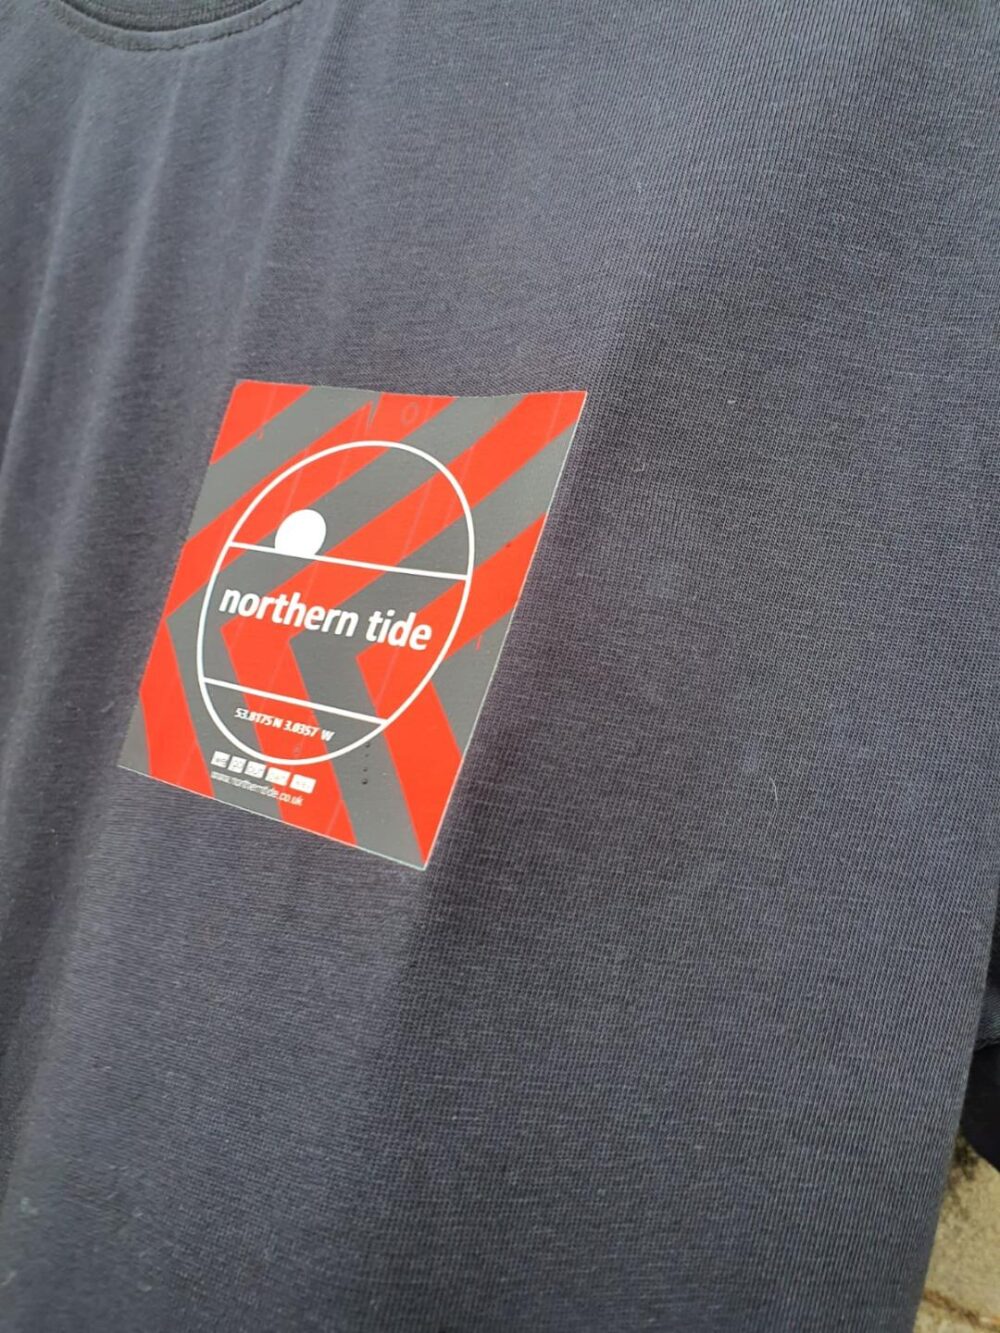 northern tide
53.8175 N 3.0357 W
www.northerntide.co.uk